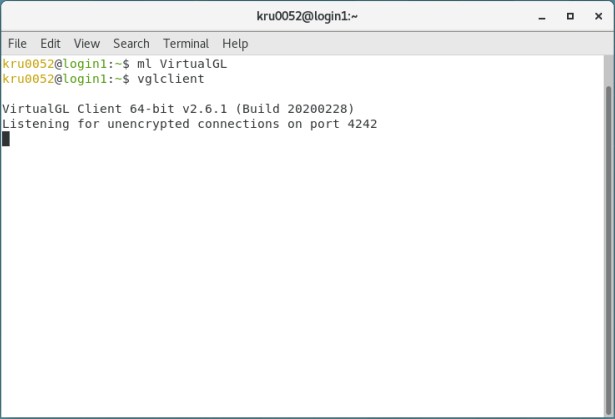 kru0052@login1:~
File Edit View Search Terminal Help
kru0052@login1:~$ ml VirtualGL
kru0052@login1:~$ vglclient
VirtualGL Client 64-bit v2.6.1 (Build 20200228)
Listening for unencrypted connections on port 4242